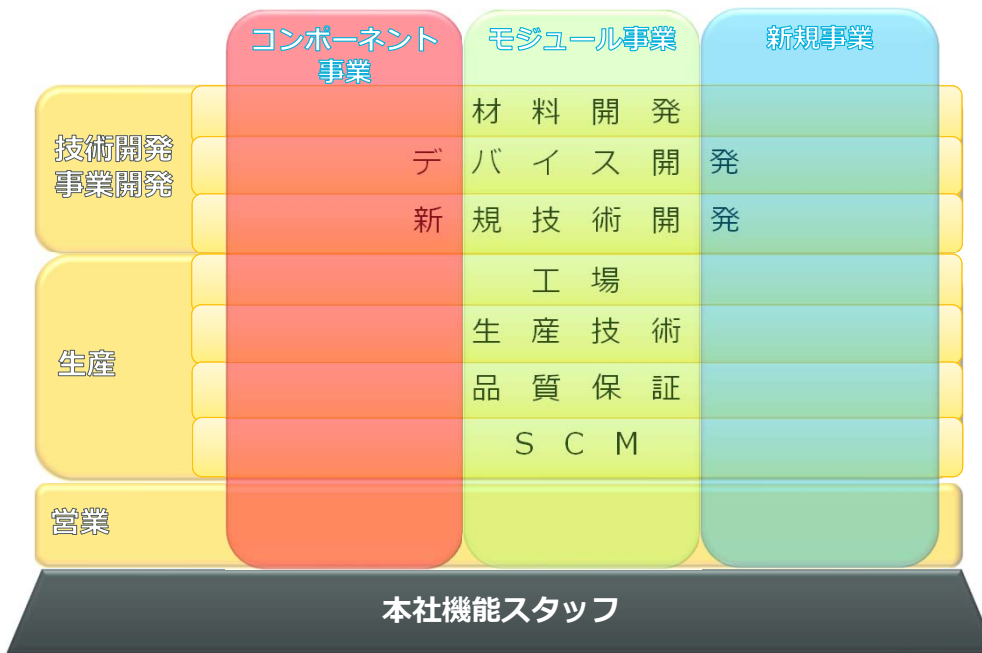 コンポーネント
事業
モジュール事業
新規事業
技術開発
事業開発
材料開発
デバイス開発
新規技術開発
生産
工場
生産技術
品質保証
SCM
営業
本社機能スタッフ